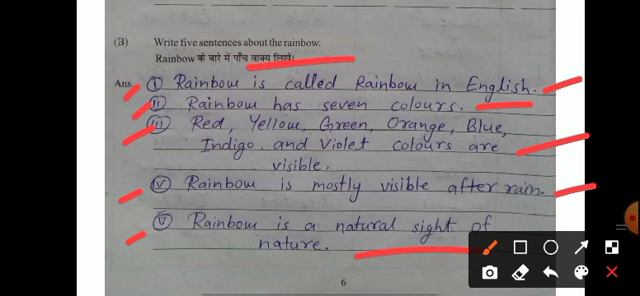 (B) Write five sentences about the rainbow.
Rainbow के बारे में पाँच वाक्य लिखें।
Ans. (i) Rainbow is called Rainbow in English.
(ii) Rainbow has seven colours.
(iii) Red, Yellow, Green, Orange, Blue,
Indigo, and Violet colours are
visible.
(v) Rainbow is mostly visible after rain.
(v) Rainbow is a natural sight of
nature.
6